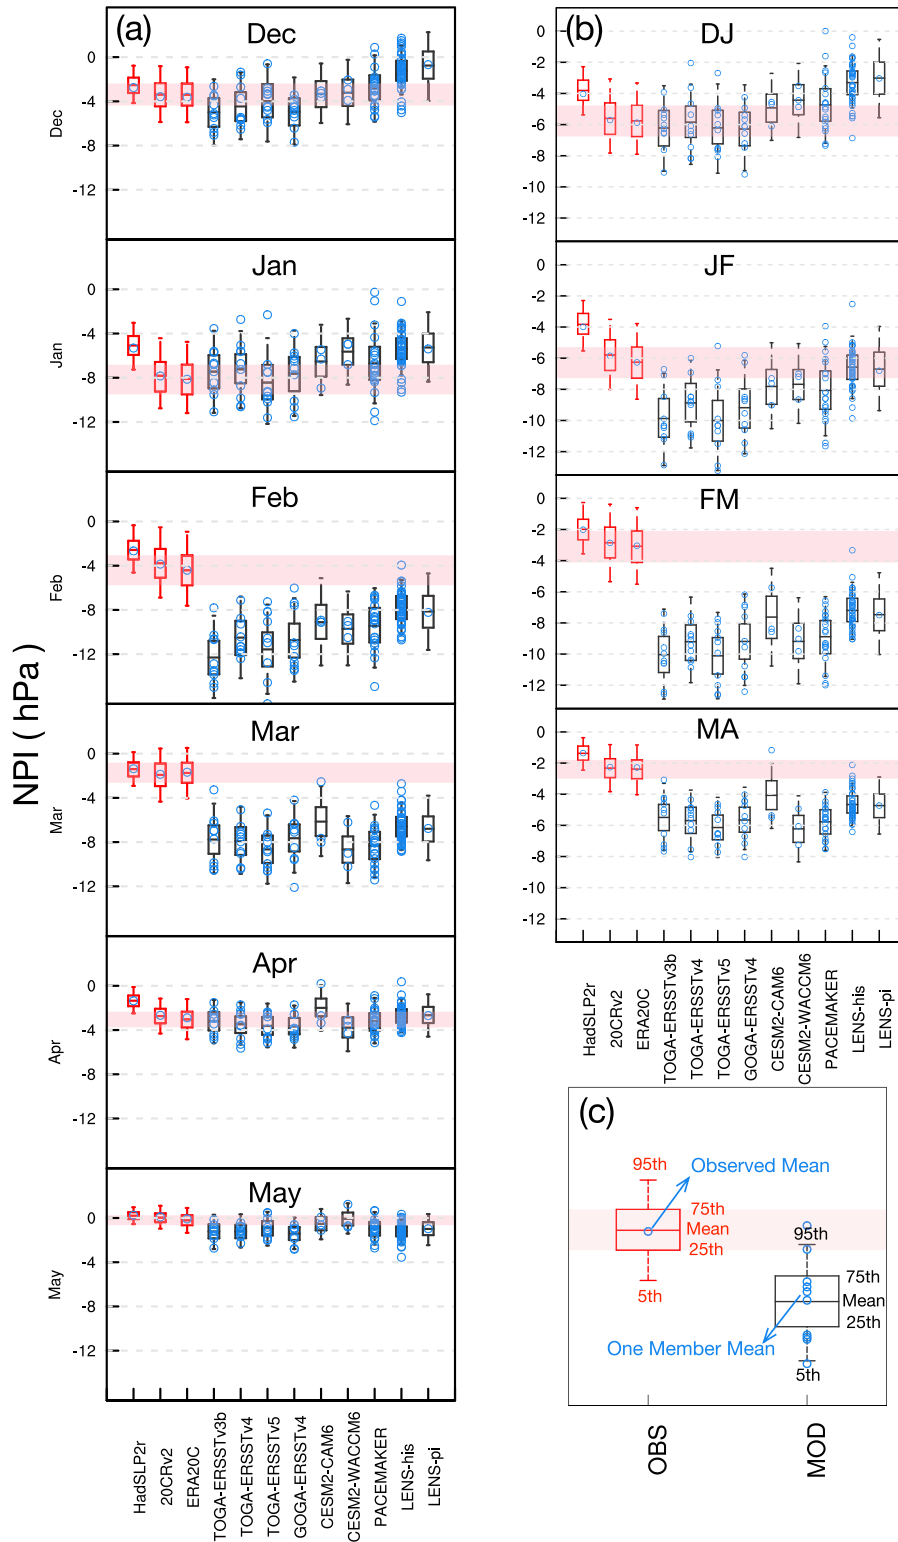 (a)
Dec
0
-4
-8
-12
Dec
Jan
0
-4
-8
-12
Jan
Feb
0
-4
-8
-12
Feb
NPI ( hPa )
Mar
0
-4
-8
-12
Mar
Apr
0
-4
-8
-12
Apr
May
0
-4
-8
-12
May
HadSLP2r
20CRv2
ERA20C
TOGA-ERSSTv3b
TOGA-ERSSTv4
TOGA-ERSSTv5
GOGA-ERSSTv4
CESM2-CAM6
CESM2-WACCM6
PACEMAKER
LENS-his
LENS-pi
(b)
DJ
0
-2
-4
-6
-8
-10
-12
JF
0
-2
-4
-6
-8
-10
-12
FM
0
-2
-4
-6
-8
-10
-12
MA
0
-2
-4
-6
-8
-10
-12
HadSLP2r
20CRv2
ERA20C
TOGA-ERSSTv3b
TOGA-ERSSTv4
TOGA-ERSSTv5
GOGA-ERSSTv4
CESM2-CAM6
CESM2-WACCM6
PACEMAKER
LENS-his
LENS-pi
(c)
95th
Observed Mean
75th
Mean
25th
5th
95th
75th
Mean
25th
One Member Mean
5th
OBS
MOD